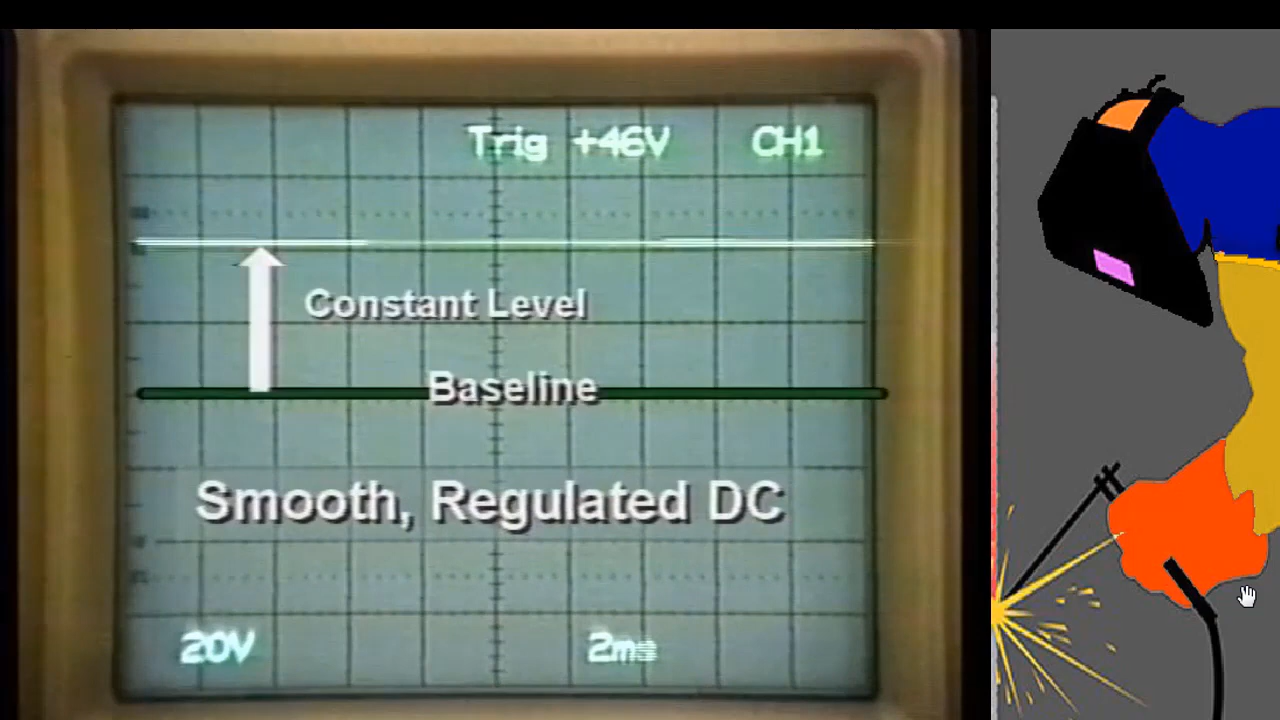 Trig +46V CH1
Constant Level
Baseline
Smooth, Regulated DC
20V 2ms